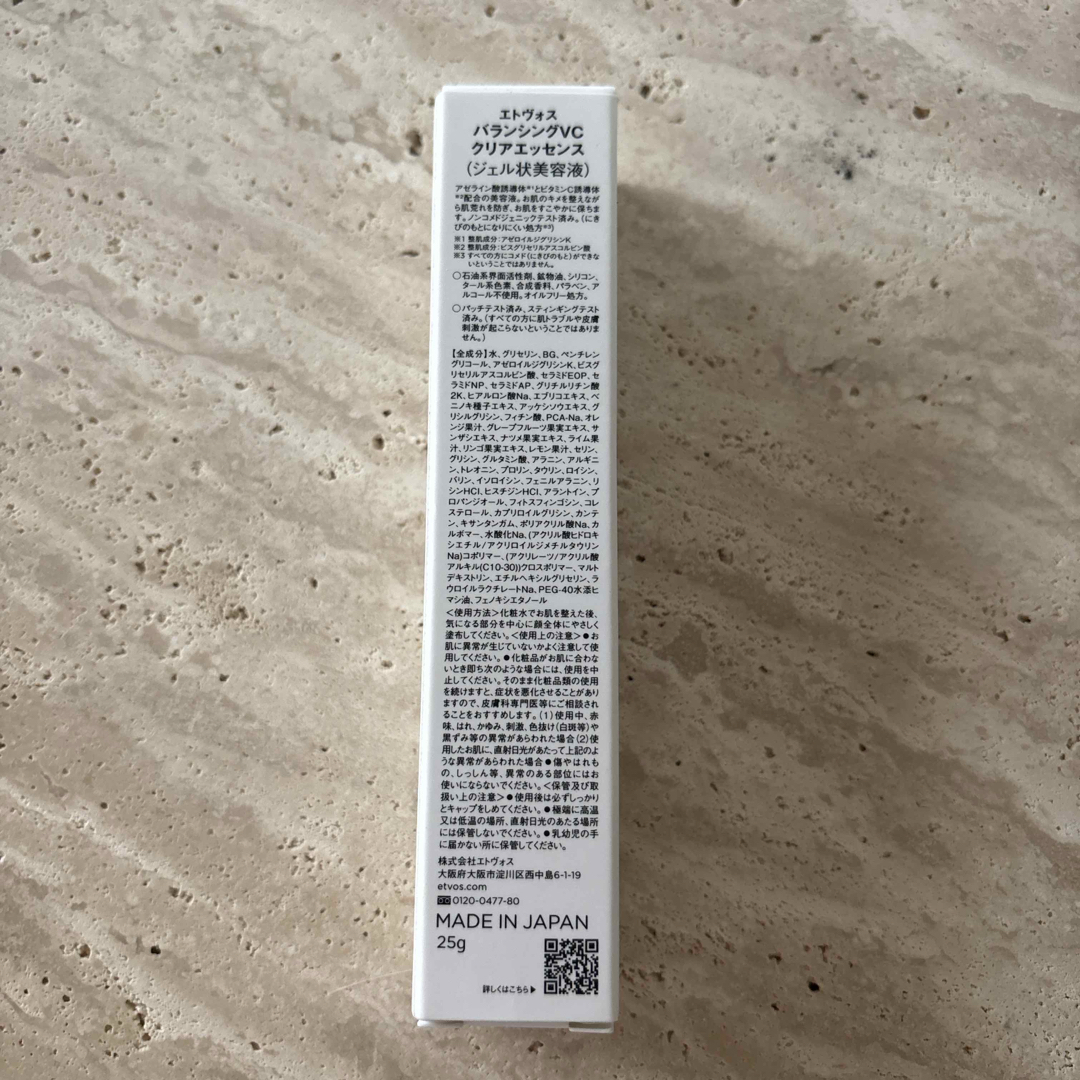 エトヴォス
バランシングVC
クリアエッセンス
（ジェル状美容液）
アゼライン酸誘導体※1とビタミンC誘導体
※2配合の美容液。お肌のキメを整えなが
ら肌荒れを防ぎ、お肌をすこやかに保ちま
す。ノンコメドジェニックテスト済み。（にき
びのもとになりにくい処方※3）
※1 整肌成分：アゼロイルジグリシンK
※2 整肌成分：ビスグリセリルアスコルビン酸
※3 すべての方にコメド（にきびのもと）ができな
いということではありません。
○石油系界面活性剤、鉱物油、シリコン、
タール系色素、合成香料、パラベン、ア
ルコール不使用。オイルフリー処方。
○パッチテスト済み、スティンギングテスト
済み。（すべての方に肌トラブルや皮膚
刺激が起こらないということではありま
せん。）
【全成分】水、グリセリン、BG、ペンチレン
グリコール、アゼロイルジグリシンK、ビスグ
リセリルアスコルビン酸、セラミドEOP、セ
ラミドNP、セラミドAP、グリチルリチン酸
2K、ヒアルロン酸Na、エブリコエキス、ベ
ニノキ種子エキス、アッケシソウエキス、グ
リシルグリシン、フィチン酸、PCA-Na、オレ
ンジ果汁、グレープフルーツ果実エキス、サ
ンザシエキス、ナツメ果実エキス、ライム果
汁、リンゴ果実エキス、レモン果汁、セリン、
グリシン、グルタミン酸、アラニン、アルギニ
ン、トレオニン、プロリン、タウリン、ロイシン、
バリン、イソロイシン、フェニルアラニン、リ
シンHCl、ヒスチジンHCl、アラントイン、プ
ロパンジオール、フィトスフィンゴシン、コレ
ステロール、カプリロイルグリシン、カンテ
ン、キサンタンガム、ポリアクリル酸Na、カ
ルボマー、水酸化Na、（アクリル酸ヒドロキ
シエチル/アクリロイルジメチルタウリン
Na）コポリマー、（アクリレーツ/アクリル酸
アルキル(C10-30)）クロスポリマー、マルト
デキストリン、エチルヘキシルグリセリン、ラ
ウロイルラクチレートNa、PEG-40水添ヒ
マシ油、フェノキシエタノール
＜使用方法＞化粧水でお肌を整えた後、
気になる部分を中心に顔全体にやさしく
塗布してください。＜使用上の注意＞●お
肌に異常が生じていないかよく注意して使
用してください。●化粧品がお肌に合わな
いとき即ち次のような場合には、使用を中
止してください。そのまま化粧品類の使用
を続けますと、症状を悪化させることがあり
ますので、皮膚科専門医等にご相談され
ることをおすすめします。（1）使用中、赤
味、はれ、かゆみ、刺激、色抜け（白斑等）や
黒ずみ等の異常があらわれた場合（2）使
用したお肌に、直射日光があたって上記のよ
うな異常があらわれた場合●傷やはれも
の、しっしん等、異常のある部位にはお
使いにならないでください。＜保管及び取
扱い上の注意＞●使用後は必ずしっかり
とキャップをしめてください。●極端に高温
又は低温の場所、直射日光のあたる場所
には保管しないでください。●乳幼児の手
に届かない所に保管してください。
株式会社エトヴォス
大阪府大阪市淀川区西中島6-1-19
etvos.com
0120-0477-80
MADE IN JAPAN
25g
詳しくはこちら▶